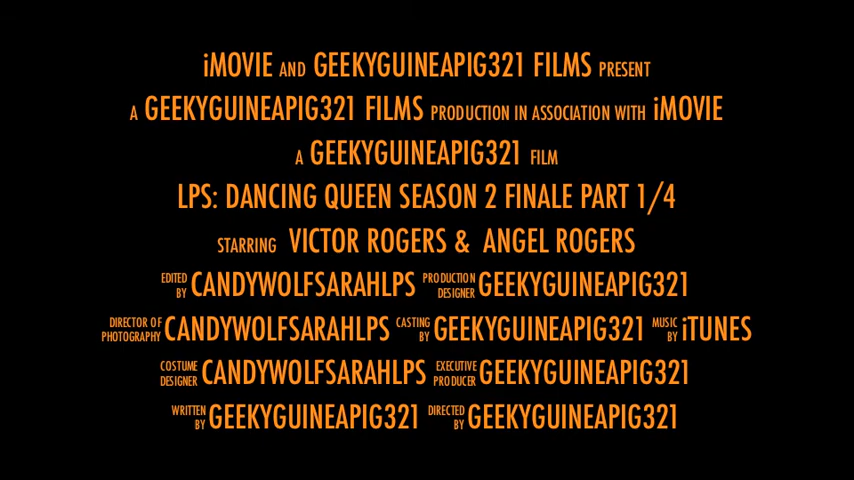 iMOVIE AND GEEKYGUINEAPIG321 FILMS PRESENT
A GEEKYGUINEAPIG321 FILMS PRODUCTION IN ASSOCIATION WITH iMOVIE
A GEEKYGUINEAPIG321 FILM
LPS: DANCING QUEEN SEASON 2 FINALE PART 1/4
STARRING VICTOR ROGERS & ANGEL ROGERS
EDITED BY CANDYWOLFSARAHLPS PRODUCTION DESIGNER GEEKYGUINEAPIG321
DIRECTOR OF PHOTOGRAPHY CANDYWOLFSARAHLPS CASTING BY GEEKYGUINEAPIG321 MUSIC BY iTUNES
COSTUME DESIGNER CANDYWOLFSARAHLPS EXECUTIVE PRODUCER GEEKYGUINEAPIG321
WRITTEN BY GEEKYGUINEAPIG321 DIRECTED BY GEEKYGUINEAPIG321